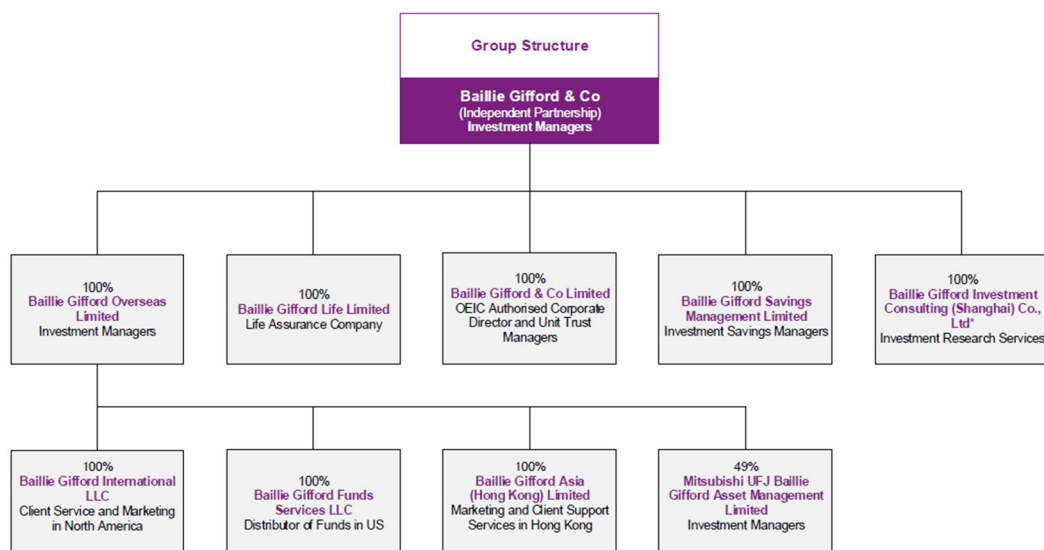 Group Structure
Baillie Gifford & Co
(Independent Partnership)
Investment Managers
100%
Baillie Gifford Overseas
Limited
Investment Managers
100%
Baillie Gifford Life Limited
Life Assurance Company
100%
Baillie Gifford & Co Limited
OEIC Authorised Corporate
Director and Unit Trust
Managers
100%
Baillie Gifford Savings
Management Limited
Investment Savings Managers
100%
Baillie Gifford Investment
Consulting (Shanghai) Co.,
Ltd*
Investment Research Services
100%
Baillie Gifford International
LLC
Client Service and Marketing
in North America
100%
Baillie Gifford Funds
Services LLC
Distributor of Funds in US
100%
Baillie Gifford Asia
(Hong Kong) Limited
Marketing and Client Support
Services in Hong Kong
49%
Mitsubishi UFJ Baillie
Gifford Asset Management
Limited
Investment Managers